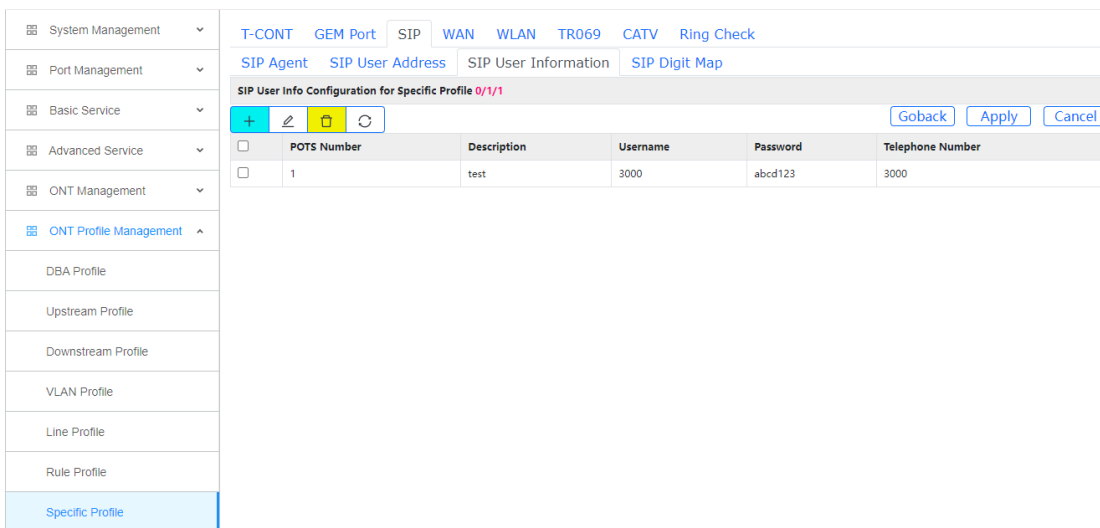 System Management
Port Management
Basic Service
Advanced Service
ONT Management
ONT Profile Management
DBA Profile
Upstream Profile
Downstream Profile
VLAN Profile
Line Profile
Rule Profile
Specific Profile
T-CONT GEM Port SIP WAN WLAN TR069 CATV Ring Check
SIP Agent SIP User Address SIP User Information SIP Digit Map
SIP User Info Configuration for Specific Profile 0/1/1
Goback Apply Cancel
POTS Number Description Username Password Telephone Number
1 test 3000 abcd123 3000